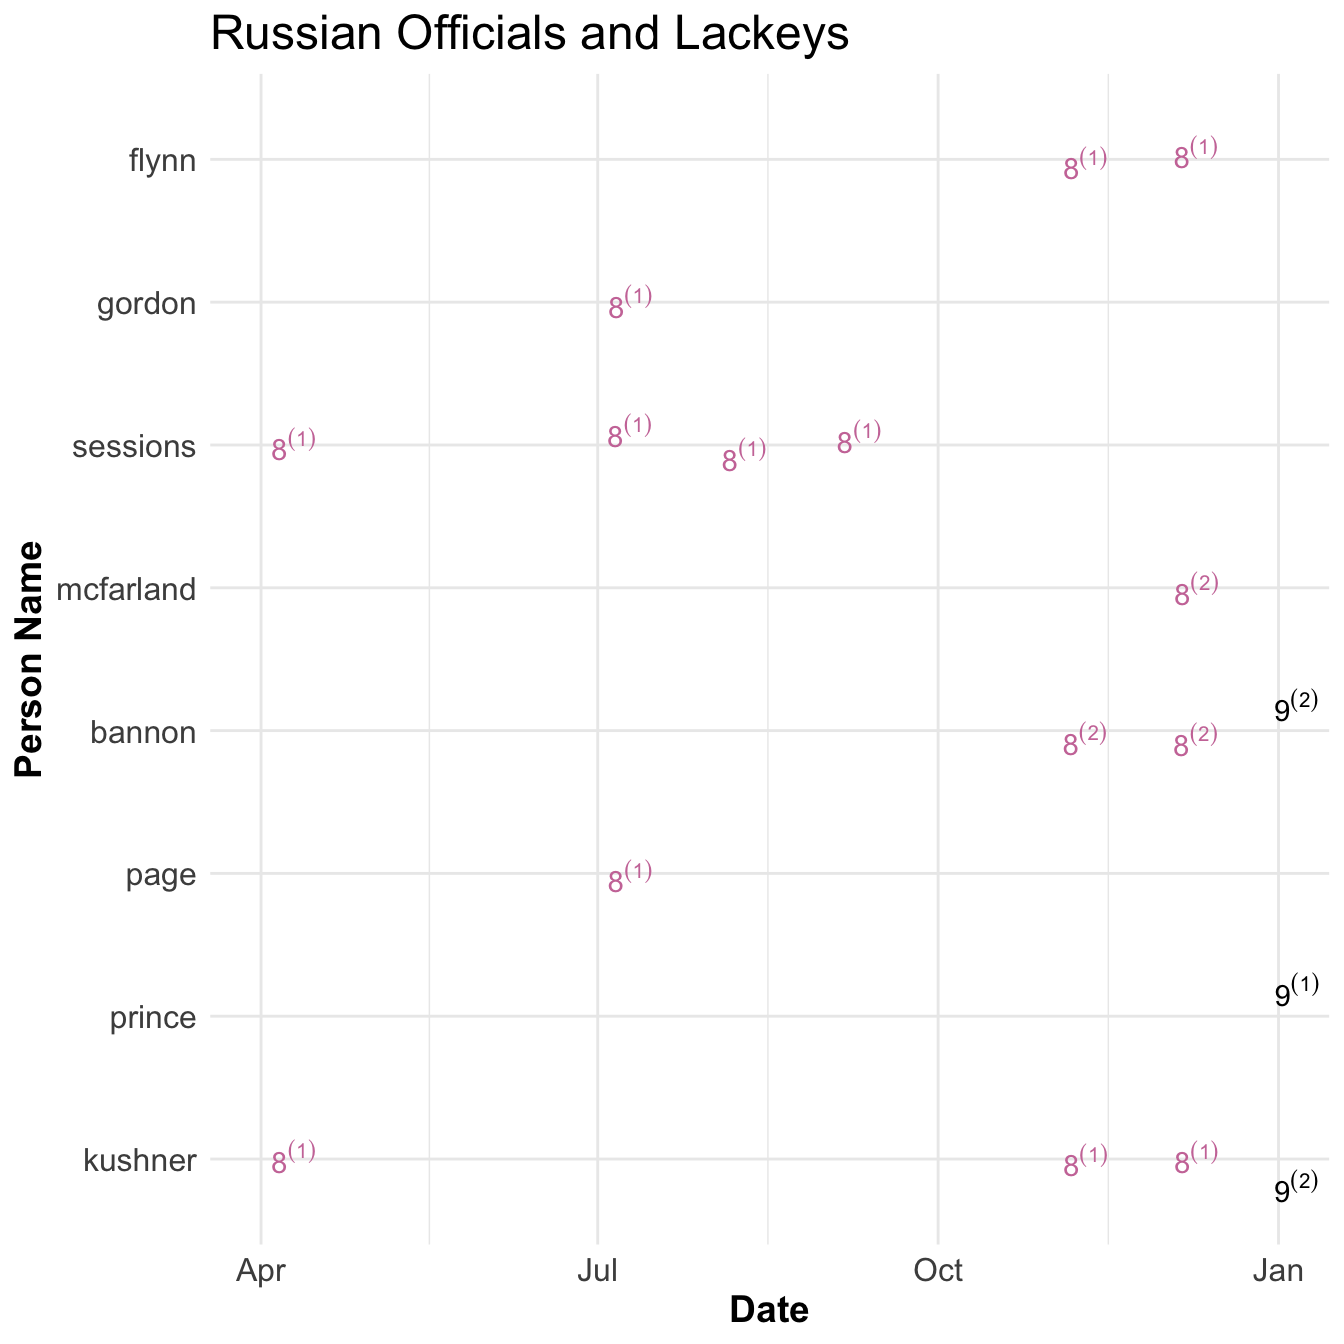 Russian Officials and Lackeys
flynn 8(1) 8(1)
gordon 8(1)
sessions 8(1) 8(1) 8(1) 8(1)
mcfarland 8(2)
bannon 8(2) 8(2) 9(2)
page 8(1)
prince 9(1)
kushner 8(1) 8(1) 8(1) 9(2)
Person Name
Apr Jul Oct Jan
Date